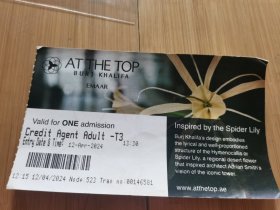 AT THE TOP
BURJ KHALIFA
EMAAR
Valid for ONE admission
Credit Agent Adult -T3
Entry Date & Time: 12-Apr-2024 13:30
12:15 12/04/2024 Node 523 Tran no 00146581
Inspired by the Spider Lily
Burj Khalifa's design embodies
the lyrical and well-proportioned
structure of the Hymenocallis or
Spider Lily, a regional desert flower
that inspired architect Adrian Smith's
vision of the iconic tower.
www.atthetop.ae